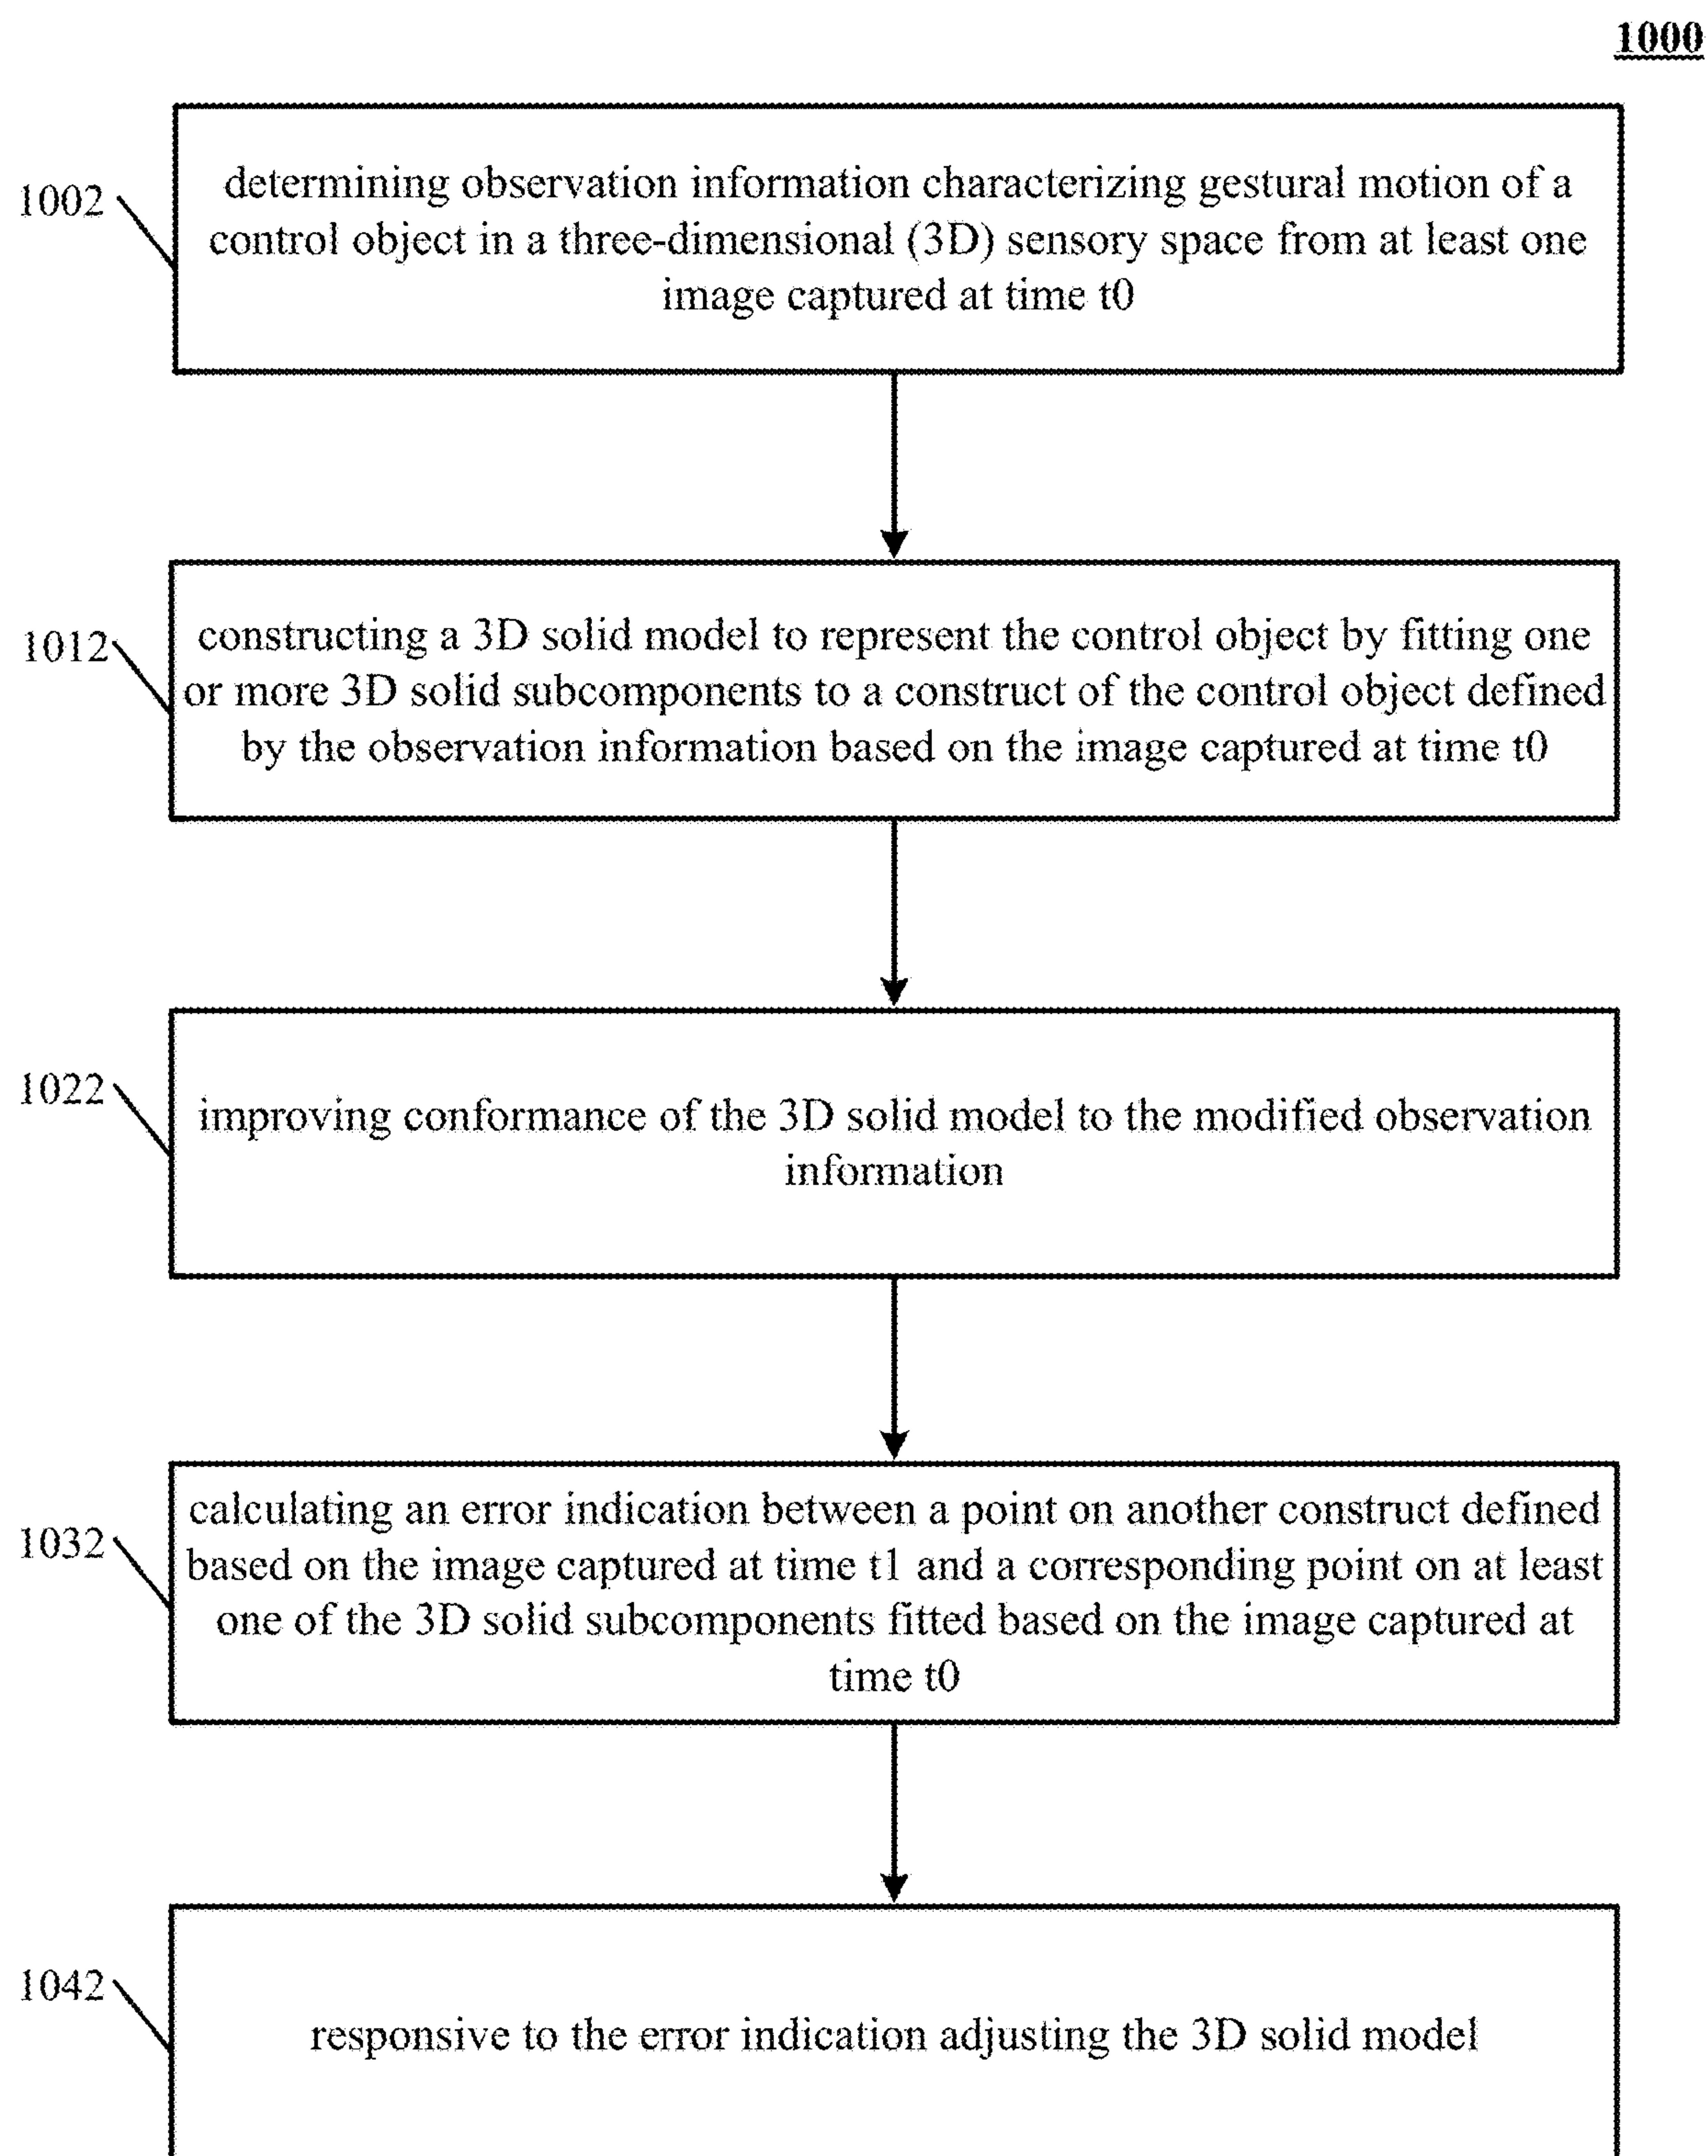 1000
1002
determining observation information characterizing gestural motion of a
control object in a three-dimensional (3D) sensory space from at least one
image captured at time t0
1012
constructing a 3D solid model to represent the control object by fitting one
or more 3D solid subcomponents to a construct of the control object defined
by the observation information based on the image captured at time t0
1022
improving conformance of the 3D solid model to the modified observation
information
1032
calculating an error indication between a point on another construct defined
based on the image captured at time t1 and a corresponding point on at least
one of the 3D solid subcomponents fitted based on the image captured at
time t0
1042
responsive to the error indication adjusting the 3D solid model